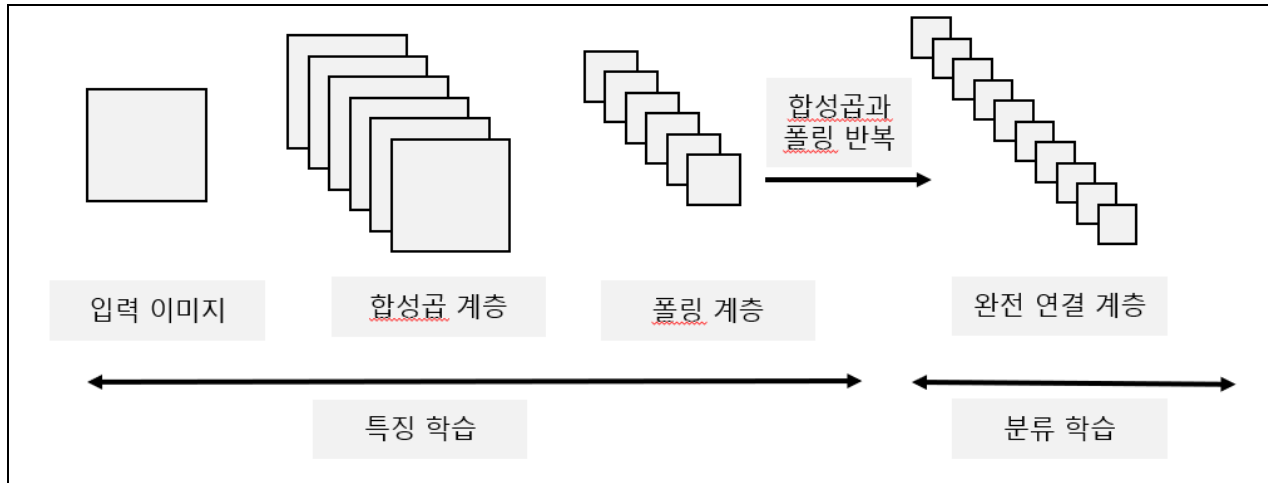 합성곱과
폴링 반복
입력 이미지
합성곱 계층
폴링 계층
완전 연결 계층
특징 학습
분류 학습